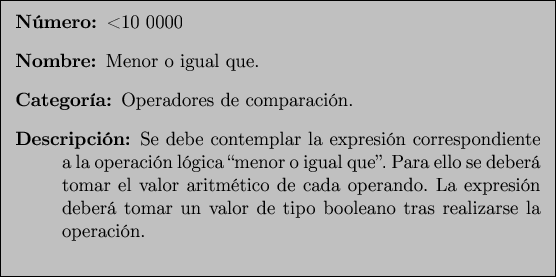 Número: <10 0000
Nombre: Menor o igual que.
Categoría: Operadores de comparación.
Descripción: Se debe contemplar la expresión correspondiente
a la operación lógica “menor o igual que”. Para ello se deberá
tomar el valor aritmético de cada operando. La expresión
deberá tomar un valor de tipo booleano tras realizarse la
operación.